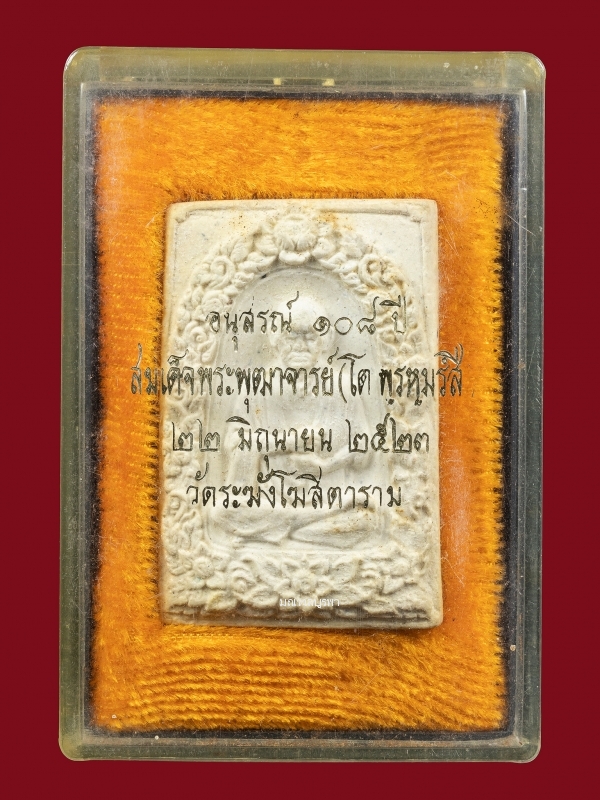 อนุสรณ์ ๑๐๘ ปี
สมเด็จพระพุฒาจารย์(โต พฺรหฺมรํสี
๒๒ มิถุนายน ๒๕๒๓
วัดระฆังโฆสิตาราม